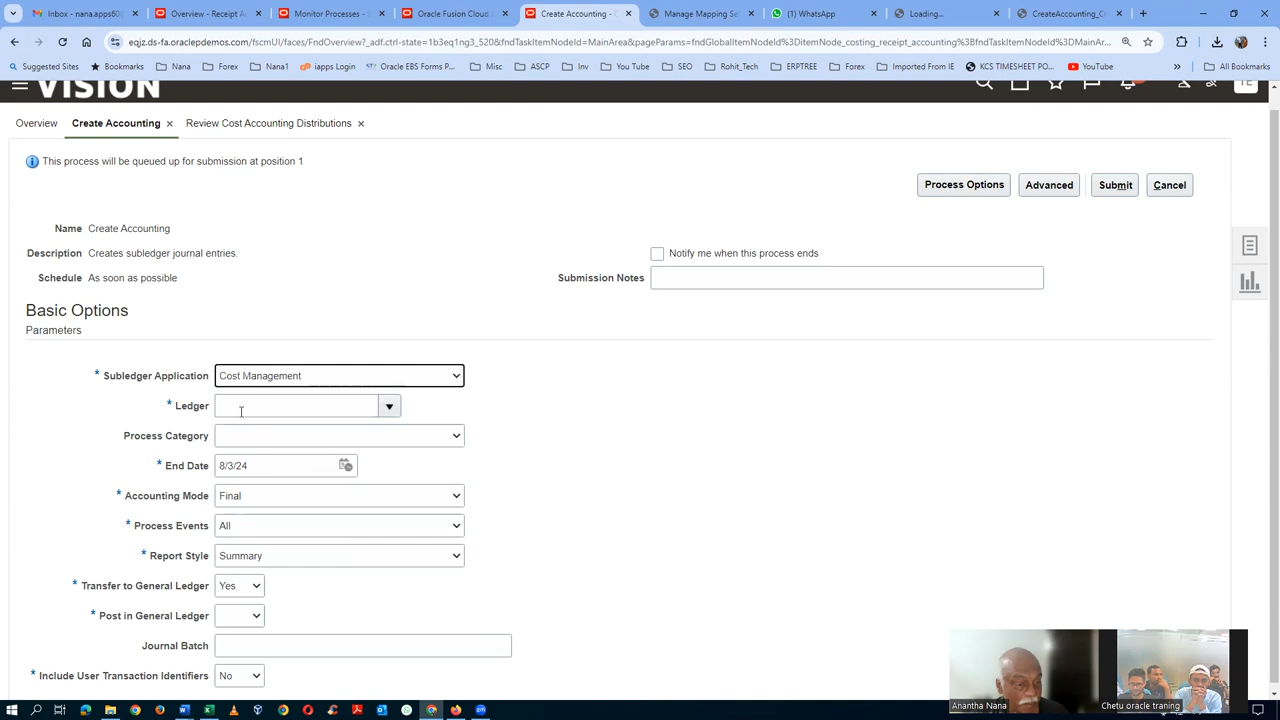 Inbox - nana.apps60@
Overview - Receipt A
Monitor Processes - S
Oracle Fusion Cloud A
Create Accounting - C
Manage Mapping Se
(1) WhatsApp
Loading...
CreateAccounting_C
eqjz.ds-fa.oraclepdemos.com/fscmUI/faces/FndOverview?_adf.ctrl-state=1b3eq1ng3_520&fndTaskItemNodeId=MainArea&pageParams=fndGlobalItemNodeId%3DitemNode_costing_receipt_accounting%3BfndTaskItemNodeId%3DMainAr...
Suggested Sites
Bookmarks
Nana
Forex
Nana1
iapps Login
Oracle EBS Forms P...
Misc
ASCP
Inv
You Tube
SEO
Rohit_Tech
ERPTREE
Forex
Imported From IE
KCS TIMESHEET PO...
YouTube
All Bookmarks
VISION
Overview
Create Accounting
Review Cost Accounting Distributions
This process will be queued up for submission at position 1
Process Options
Advanced
Submit
Cancel
Name Create Accounting
Description Creates subledger journal entries.
Notify me when this process ends
Schedule As soon as possible
Submission Notes
Basic Options
Parameters
* Subledger Application Cost Management
* Ledger
Process Category
* End Date 8/3/24
* Accounting Mode Final
* Process Events All
* Report Style Summary
* Transfer to General Ledger Yes
* Post in General Ledger
Journal Batch
* Include User Transaction Identifiers No
Anantha Nana
Chetu oracle traning